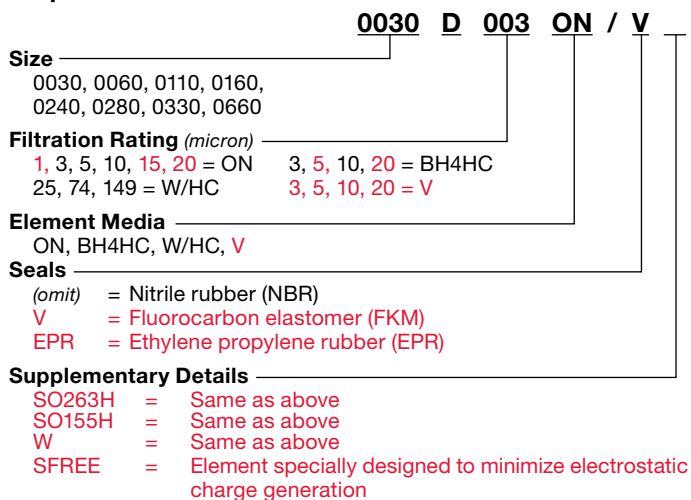 0030 D 003 ON / V
Size
0030, 0060, 0110, 0160,
0240, 0280, 0330, 0660
Filtration Rating (micron)
1, 3, 5, 10, 15, 20 = ON 3, 5, 10, 20 = BH4HC
25, 74, 149 = W/HC 3, 5, 10, 20 = V
Element Media
ON, BH4HC, W/HC, V
Seals
(omit) = Nitrile rubber (NBR)
V = Fluorocarbon elastomer (FKM)
EPR = Ethylene propylene rubber (EPR)
Supplementary Details
SO263H = Same as above
SO155H = Same as above
W = Same as above
SFREE = Element specially designed to minimize electrostatic
charge generation